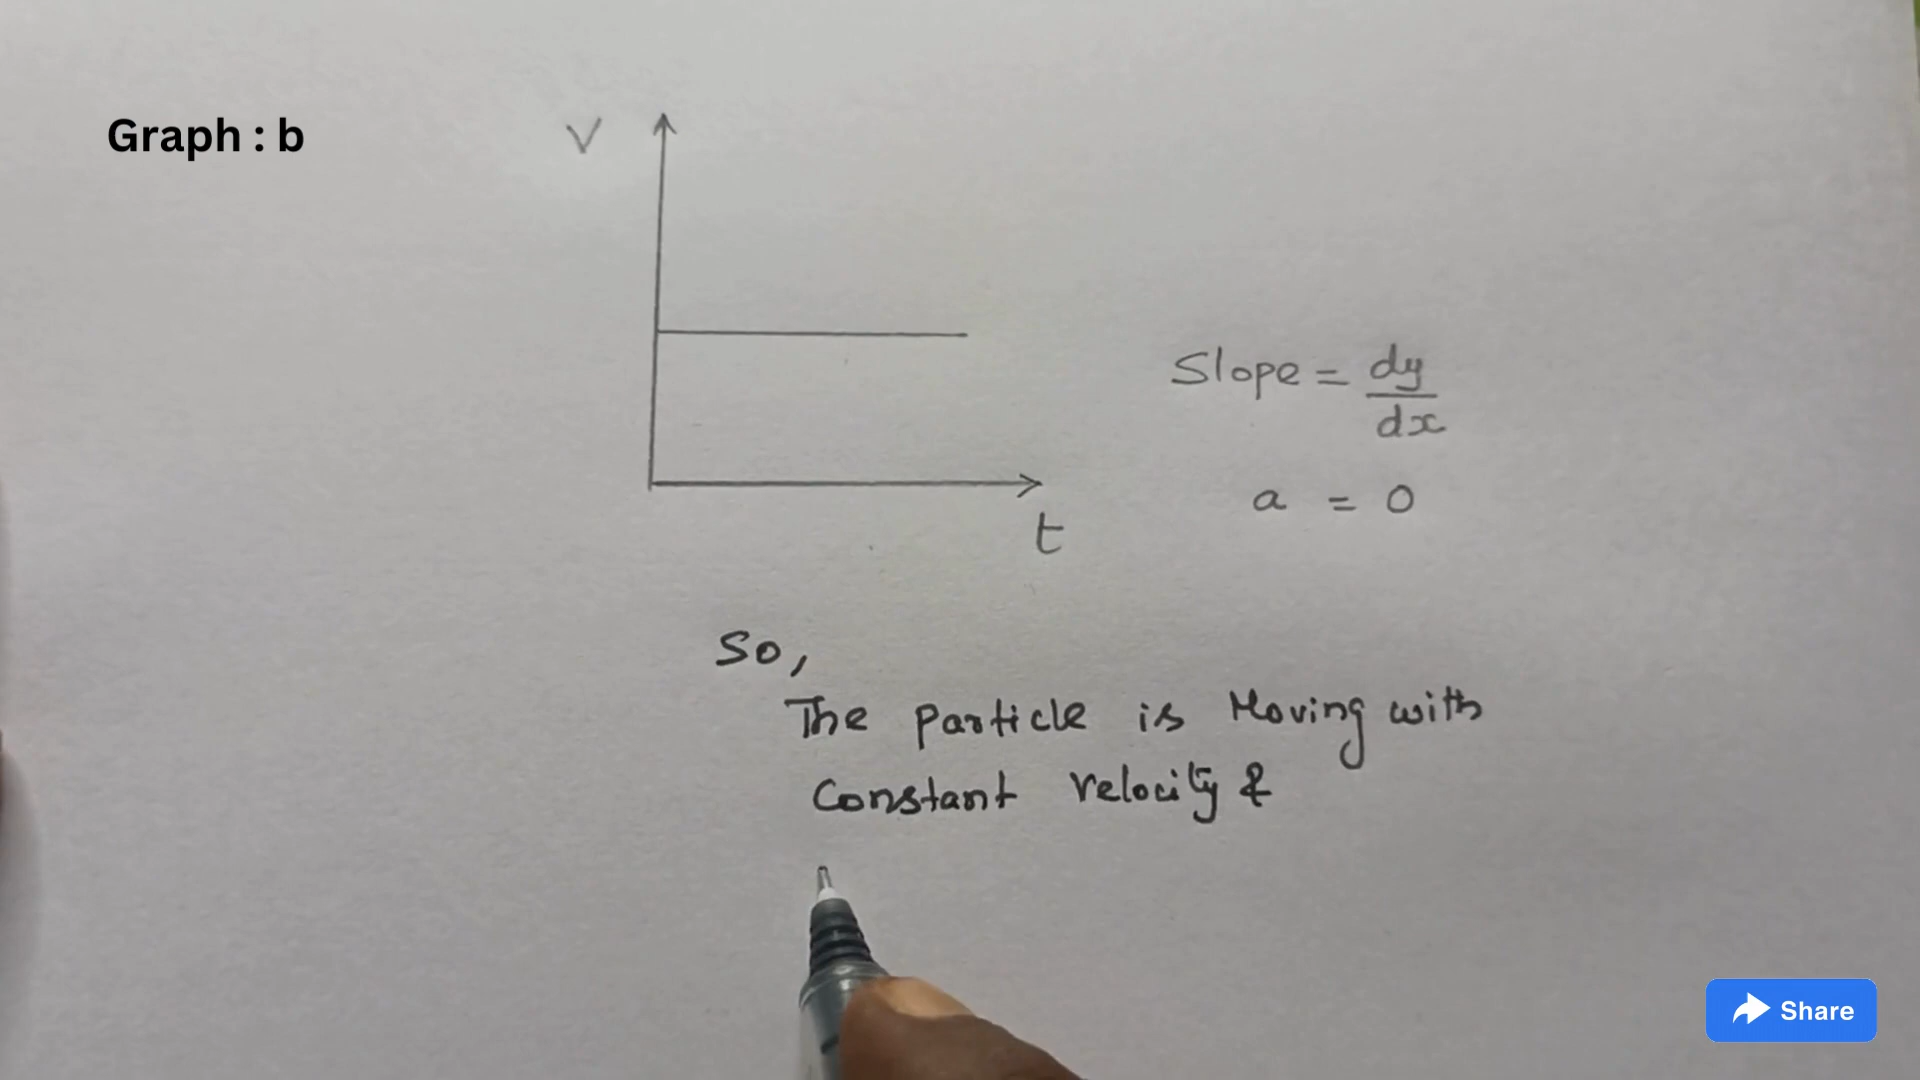 Graph : b
V
t
Slope = dy/dx
a = 0
So,
The particle is Moving with
Constant velocity &
Share